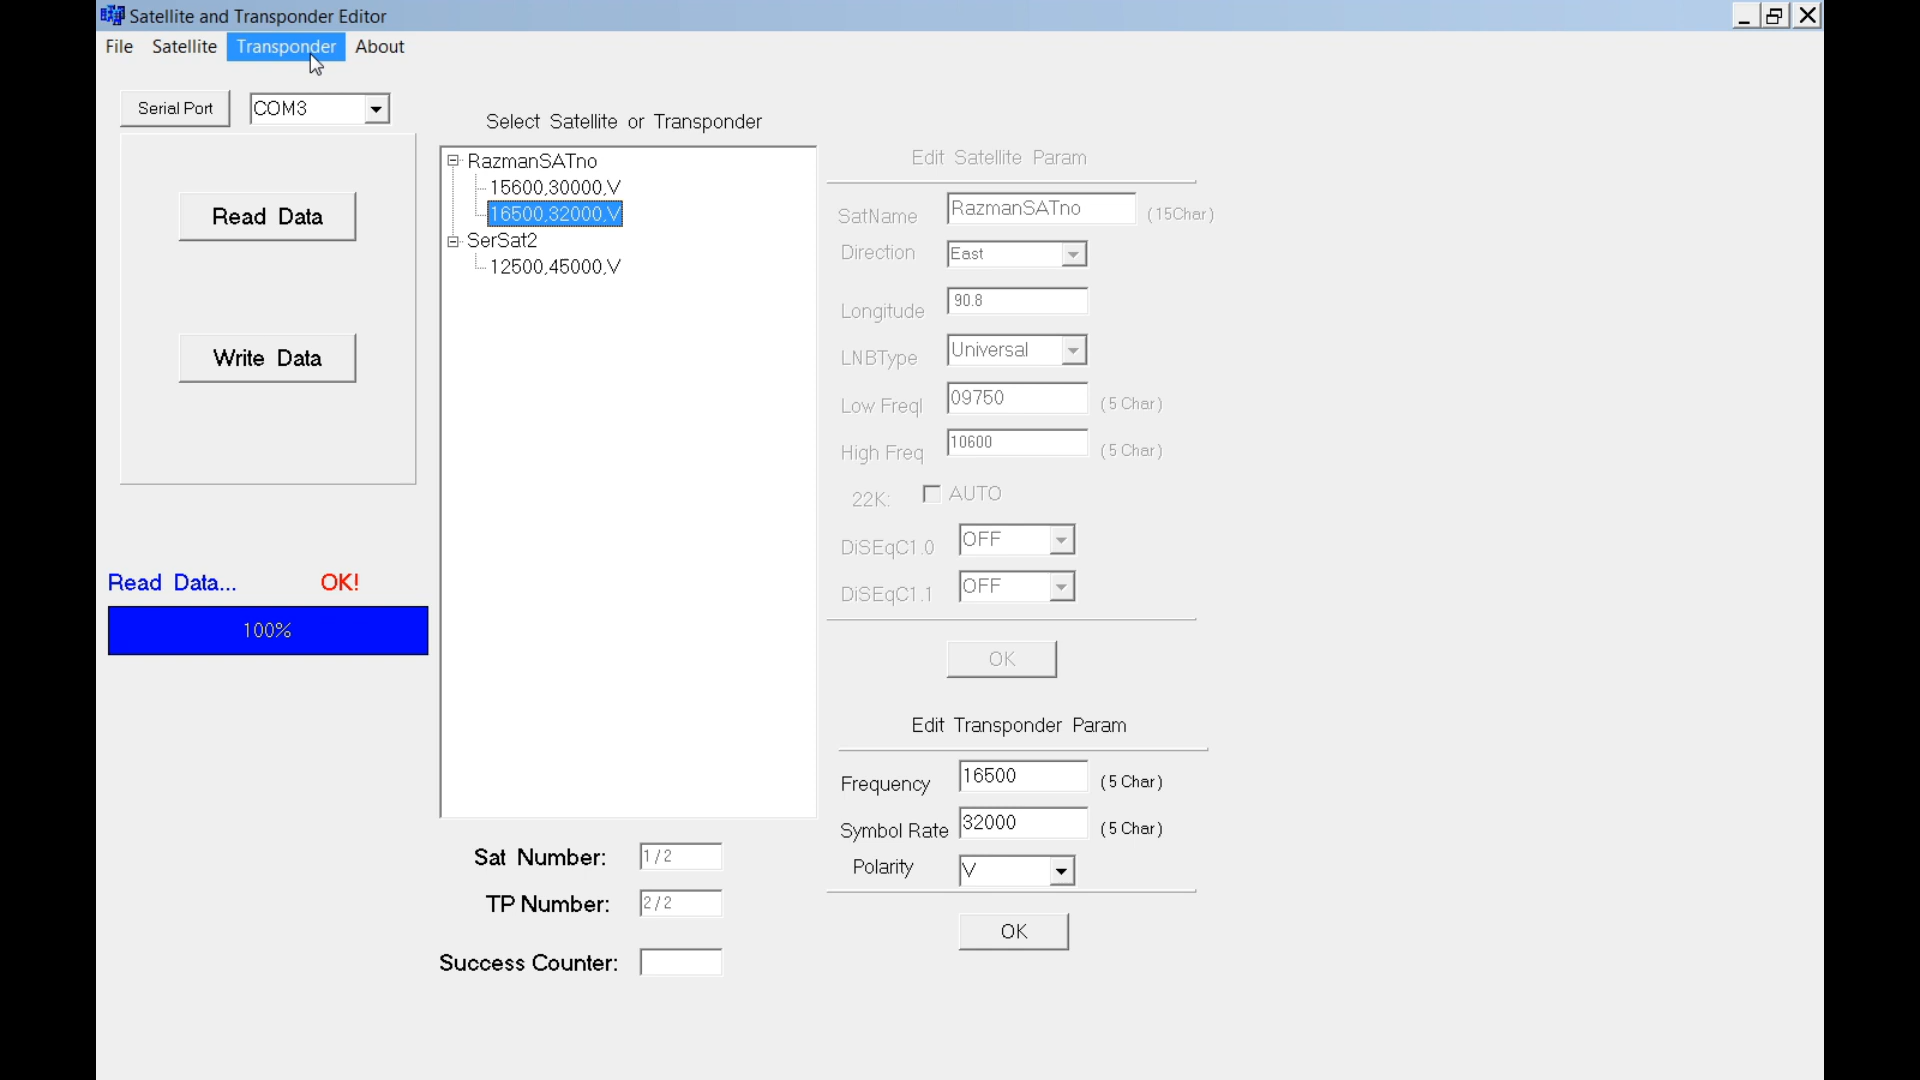 Satellite and Transponder Editor
File Satellite Transponder About
Serial Port COM3
Read Data
Write Data
Read Data... OK!
100%
Select Satellite or Transponder
RazmanSATno
15600,30000,V
16500,32000,V
SerSat2
12500,45000,V
Sat Number: 1/2
TP Number: 2/2
Success Counter:
Edit Satellite Param
SatName RazmanSATno (15Char)
Direction East
Longitude 90.8
LNBType Universal
Low Freql 09750 (5 Char)
High Freq 10600 (5 Char)
22K: AUTO
DiSEqC1.0 OFF
DiSEqC1.1 OFF
OK
Edit Transponder Param
Frequency 16500 (5 Char)
Symbol Rate 32000 (5 Char)
Polarity V
OK